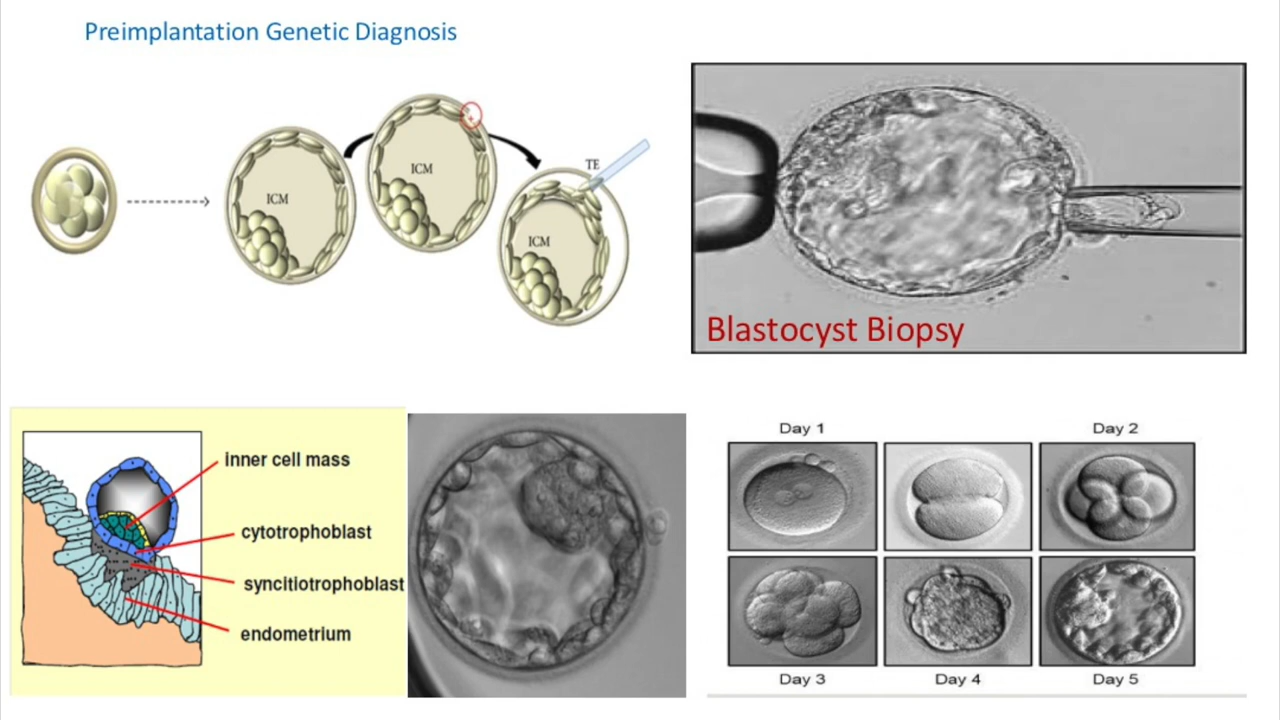 Preimplantation Genetic Diagnosis
ICM
ICM
TE
ICM
Blastocyst Biopsy
inner cell mass
cytotrophoblast
syncitiotrophoblast
endometrium
Day 1
Day 2
Day 3
Day 4
Day 5